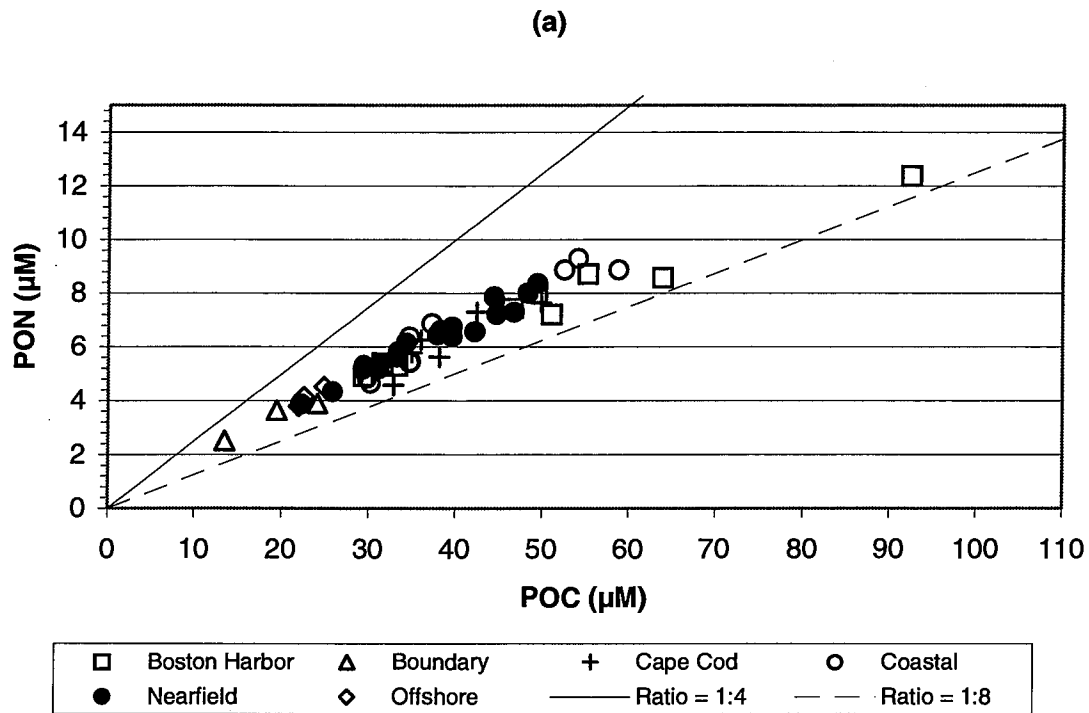 (a)
14
12
10
8
6
4
2
0
PON (µM)
0 10 20 30 40 50 60 70 80 90 100 110
POC (µM)
Boston Harbor Boundary Cape Cod Coastal
Nearfield Offshore Ratio = 1:4 Ratio = 1:8